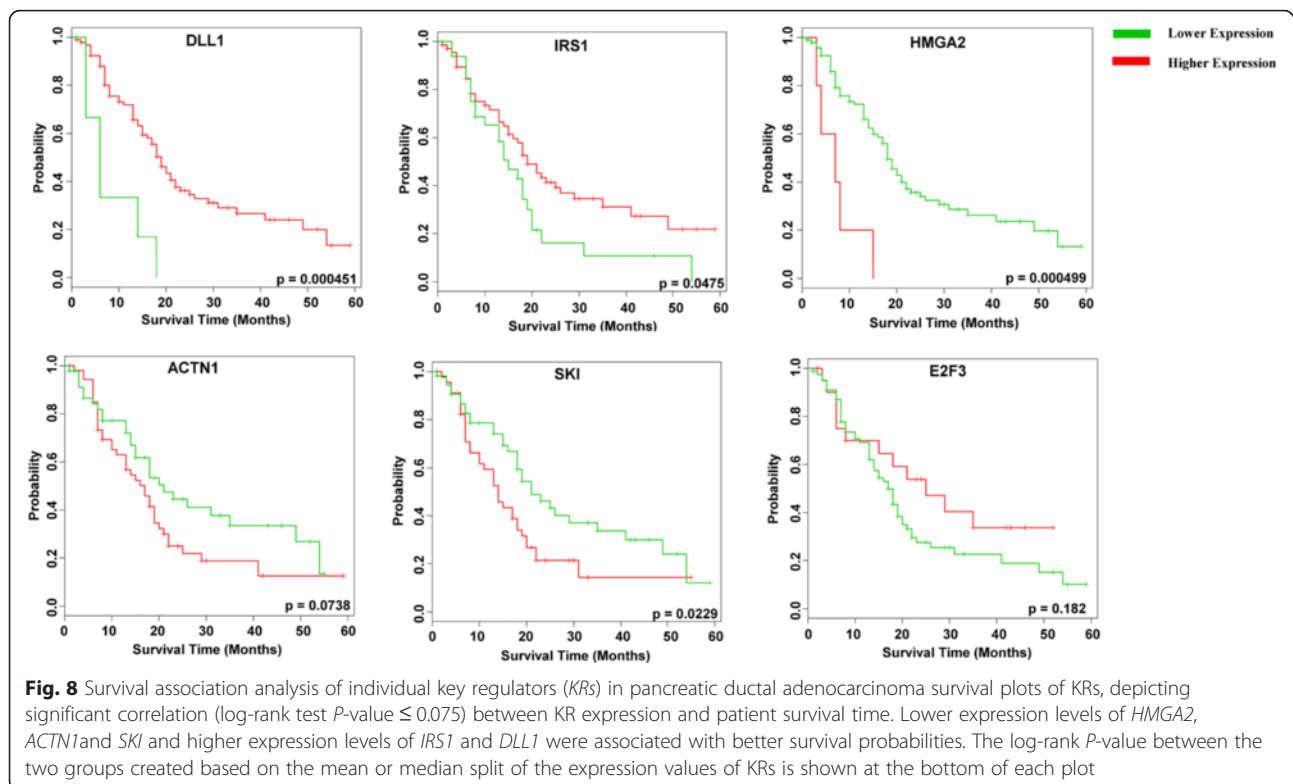 DLL1
IRS1
HMGA2
Lower Expression
Higher Expression
Probability
1.0
0.8
0.6
0.4
0.2
0.0
p = 0.000451
0 10 20 30 40 50 60
Survival Time (Months)
Probability
1.0
0.8
0.6
0.4
0.2
0.0
p = 0.0475
0 10 20 30 40 50 60
Survival Time (Months)
Probability
1.0
0.8
0.6
0.4
0.2
0.0
p = 0.000499
0 10 20 30 40 50 60
Survival Time (Months)
ACTN1
SKI
E2F3
Probability
1.0
0.8
0.6
0.4
0.2
0.0
p = 0.0738
0 10 20 30 40 50 60
Survival Time (Months)
Probability
1.0
0.8
0.6
0.4
0.2
0.0
p = 0.0229
0 10 20 30 40 50 60
Survival Time (Months)
Probability
1.0
0.8
0.6
0.4
0.2
0.0
p = 0.182
0 10 20 30 40 50 60
Survival Time (Months)
Fig. 8 Survival association analysis of individual key regulators (KRs) in pancreatic ductal adenocarcinoma survival plots of KRs, depicting
significant correlation (log-rank test P-value ≤ 0.075) between KR expression and patient survival time. Lower expression levels of HMGA2,
ACTN1and SKI and higher expression levels of IRS1 and DLL1 were associated with better survival probabilities. The log-rank P-value between the
two groups created based on the mean or median split of the expression values of KRs is shown at the bottom of each plot